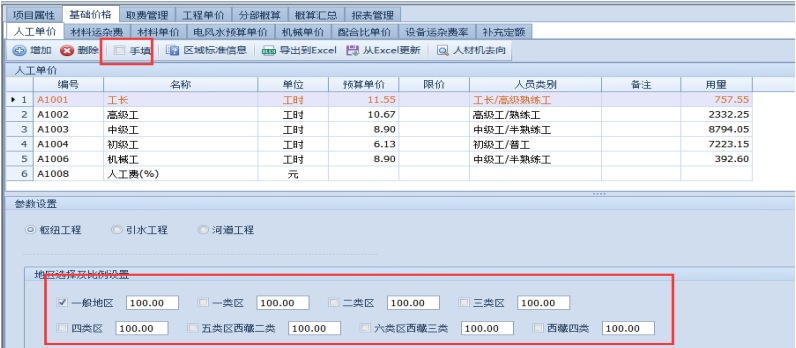 项目属性 基础价格 取费管理 工程单价 分部概算 概算汇总 报表管理
人工单价 材料运杂费 材料单价 电风水预算单价 机械单价 配合比单价 设备运杂费率 补充定额
增加 删除 手填 区域标准信息 导出到Excel 从Excel更新 人材机去向
人工单价
编号 名称 单位 预算单价 限价 人员类别 备注 用量
1 A1001 工长 工时 11.55 工长/高级熟练工 757.55
2 A1002 高级工 工时 10.67 高级工/熟练工 2332.25
3 A1003 中级工 工时 8.90 中级工/半熟练工 8794.05
4 A1004 初级工 工时 6.13 初级工/普工 7223.15
5 A1006 机械工 工时 8.90 中级工/半熟练工 392.60
6 A1008 人工费(%) 元
参数设置
枢纽工程 引水工程 河道工程
地区选择及比例设置
一般地区 100.00 一类区 100.00 二类区 100.00 三类区 100.00
四类区 100.00 五类区西藏二类 100.00 六类区西藏三类 100.00 西藏四类 100.00